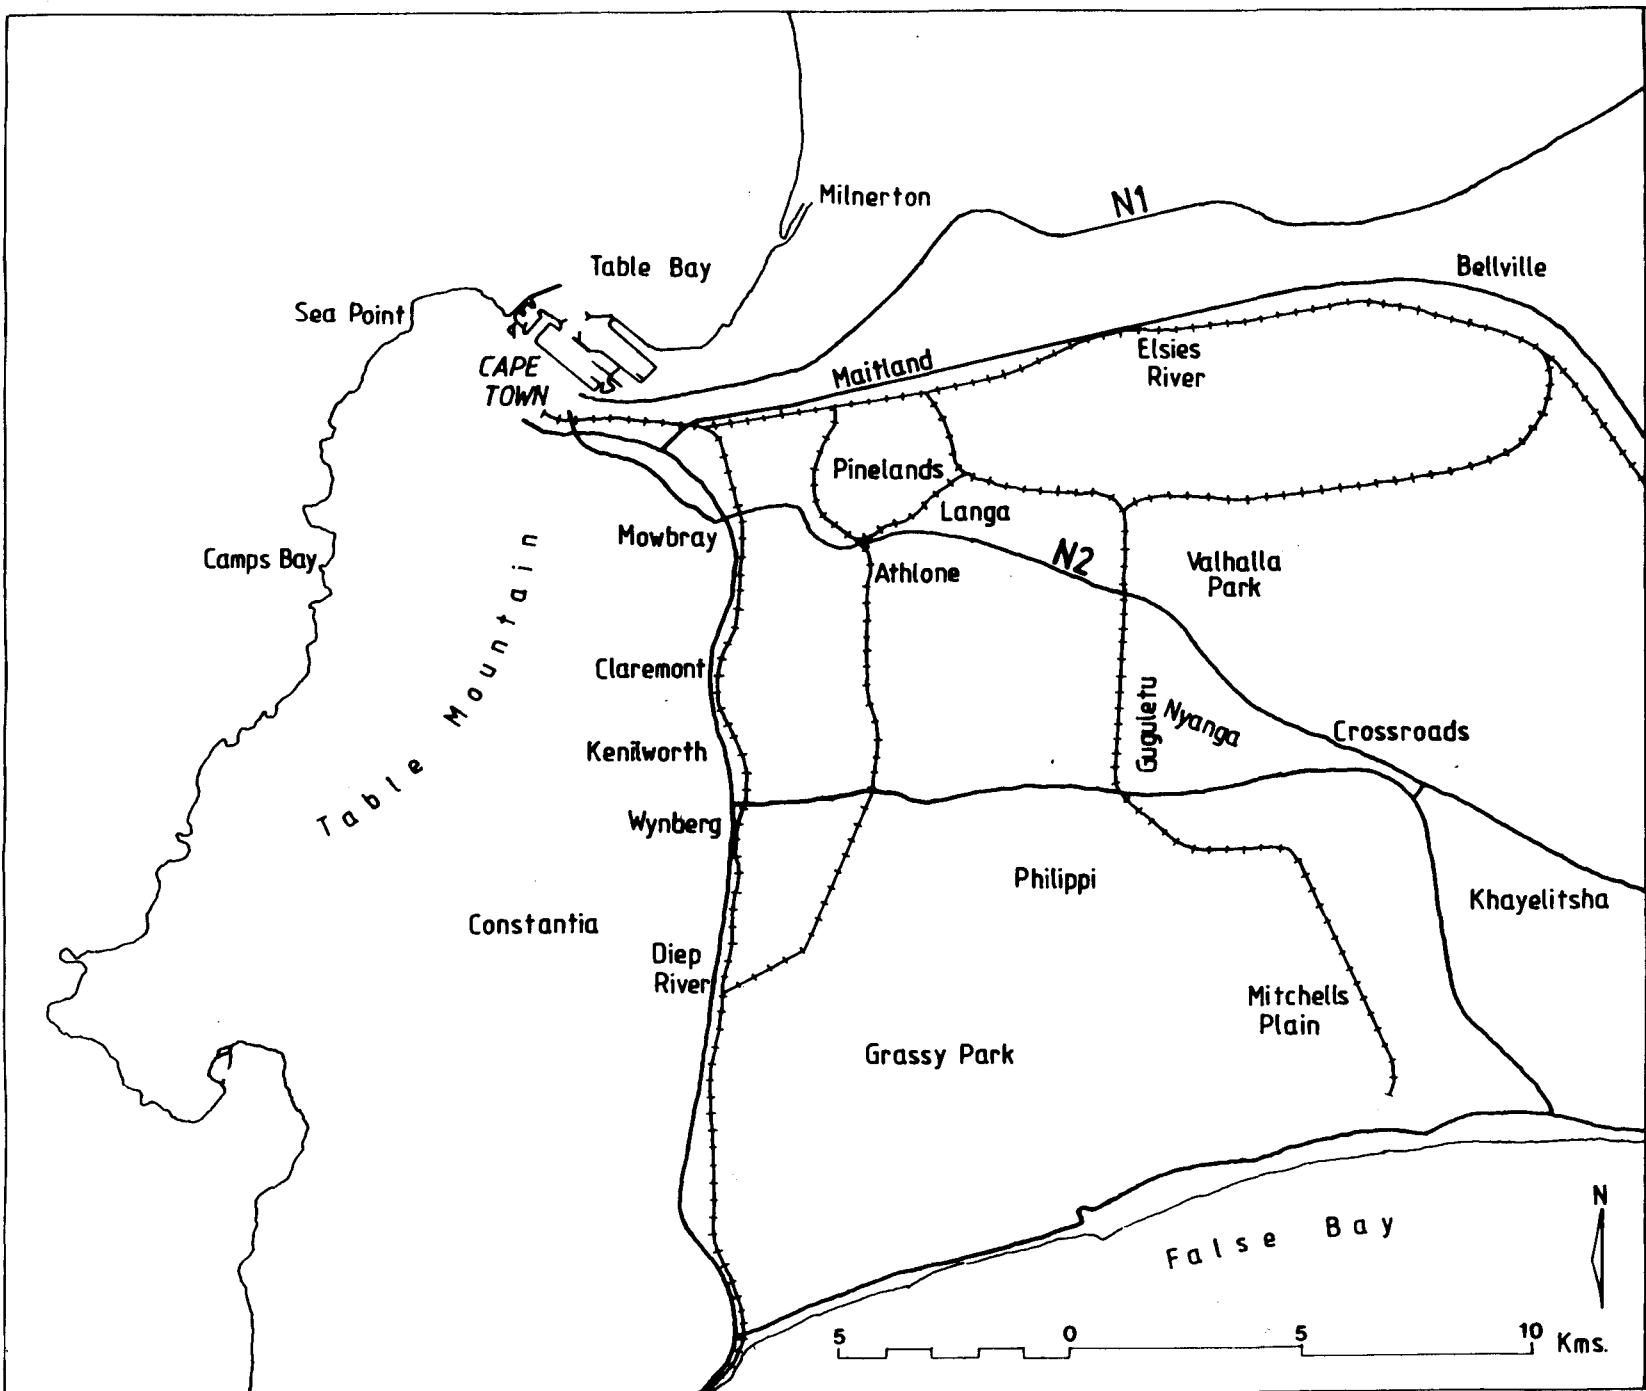 Milnerton
N1
Table Bay
Bellville
Sea Point
CAPE
TOWN
Maitland
Elsies
River
Pinelands
Langa
Mowbray
N2
Camps Bay
Athlone
Valhalla
Park
Table Mountain
Claremont
Guguletu
Nyanga
Crossroads
Kenilworth
Wynberg
Philippi
Khayelitsha
Constantia
Diep
River
Mitchells
Plain
Grassy Park
N
False Bay
5 0 5 10 Kms.